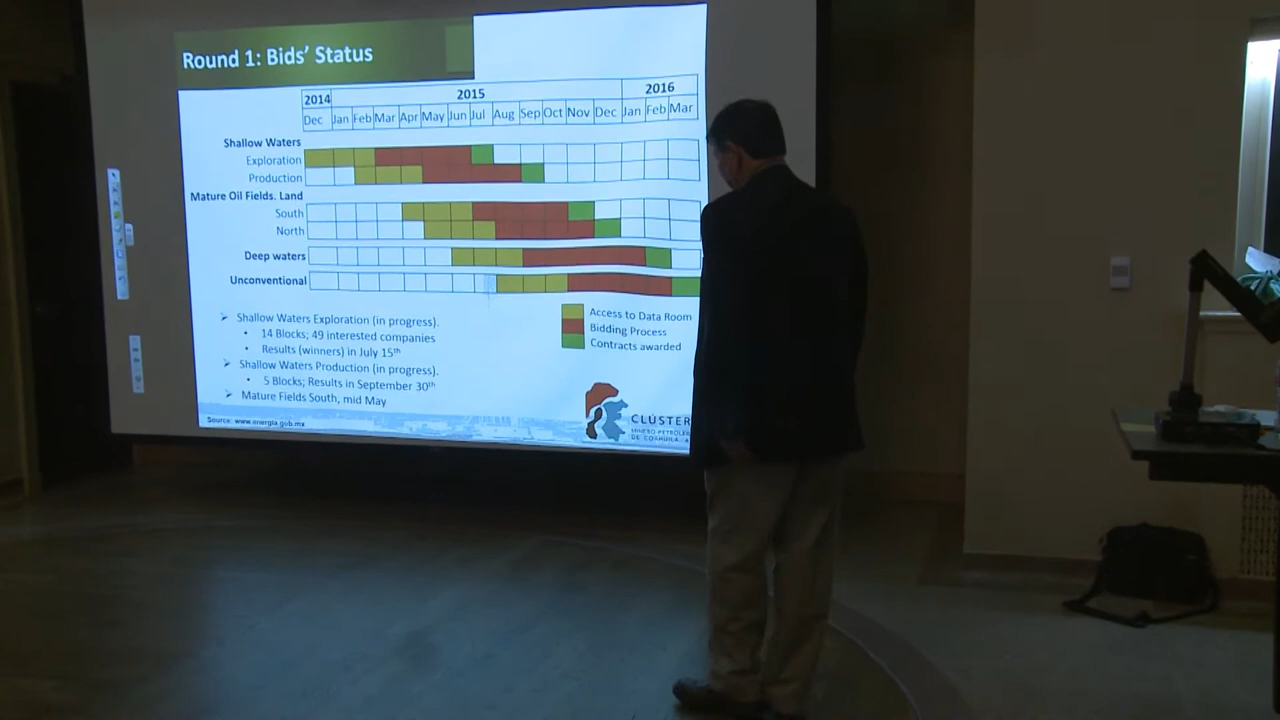 Round 1: Bids' Status
2014 2015 2016
Dec Jan Feb Mar Apr May Jun Jul Aug Sep Oct Nov Dec Jan Feb Mar
Shallow Waters
Exploration
Production
Mature Oil Fields. Land
South
North
Deep waters
Unconventional
Access to Data Room
Bidding Process
Contracts awarded
➢ Shallow Waters Exploration (in progress).
• 14 Blocks; 49 interested companies
• Results (winners) in July 15th
➢ Shallow Waters Production (in progress).
• 5 Blocks; Results in September 30th
➢ Mature Fields South, mid May
Source: www.energia.gob.mx
CLÚSTER
MINERO PETROLER
DE COAHUILA, A